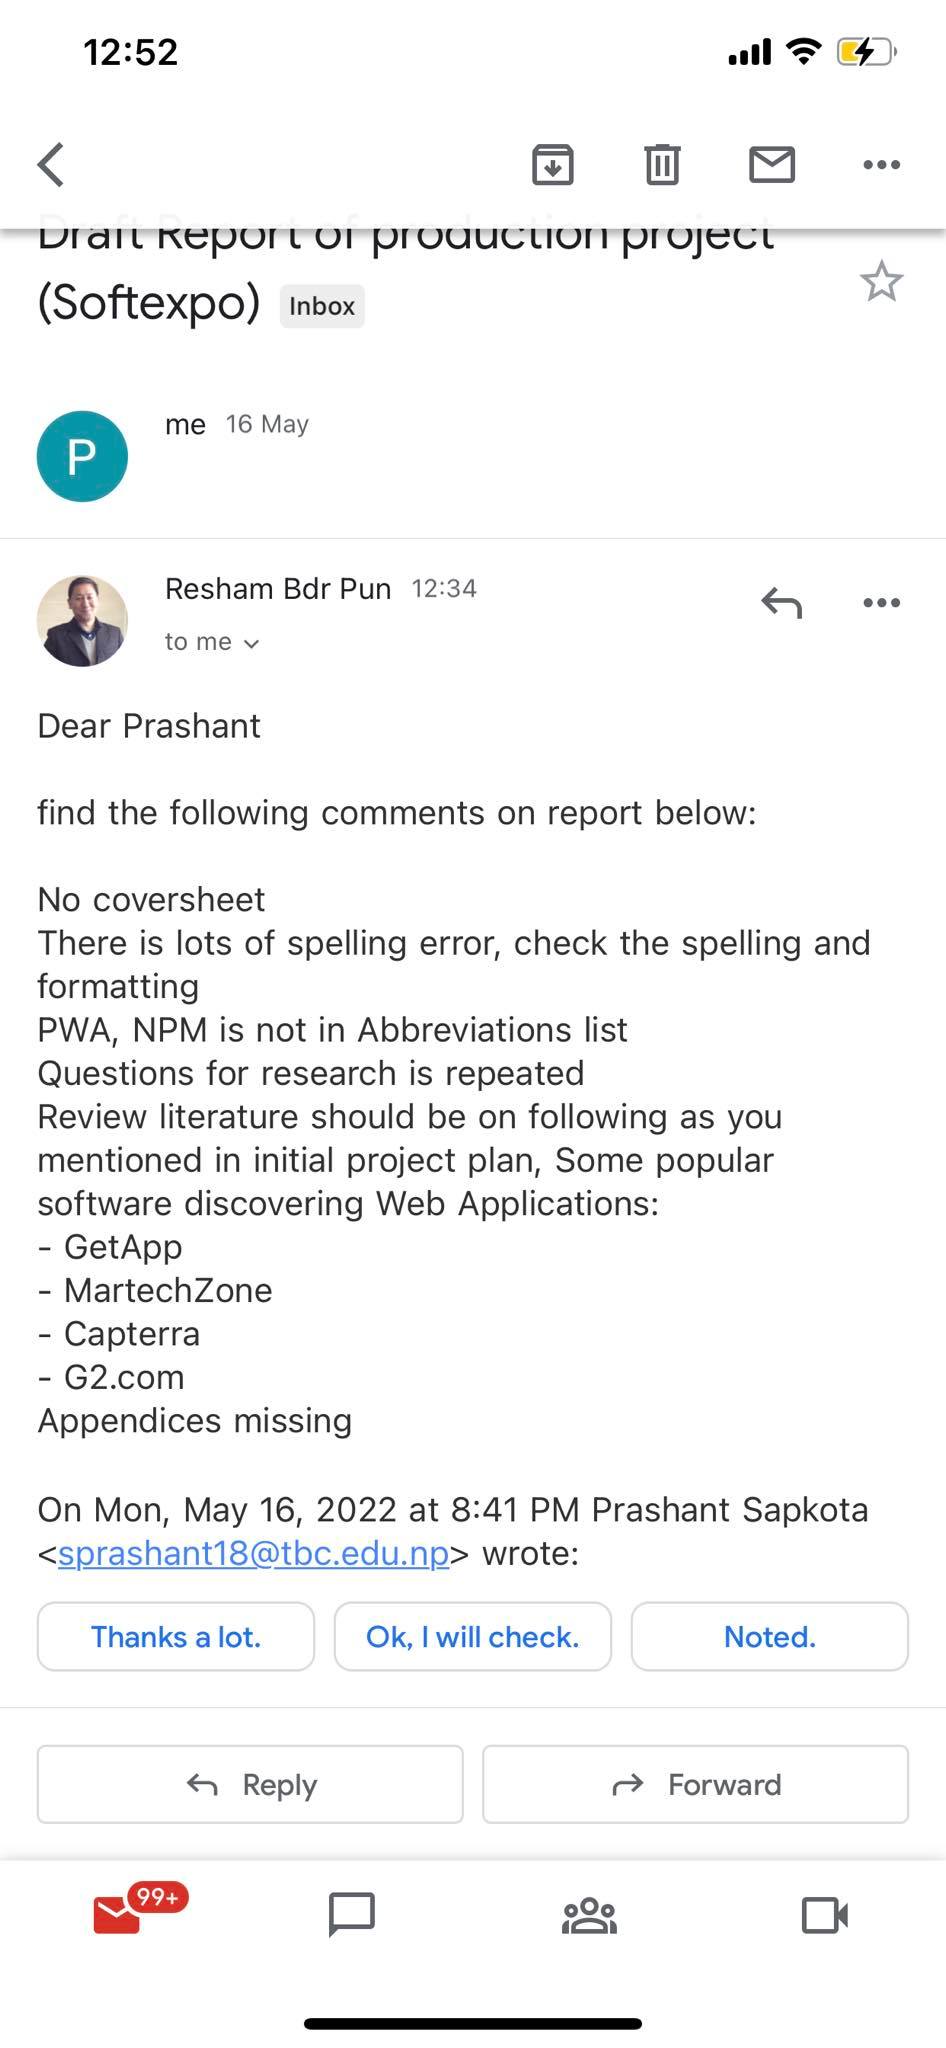 12:52
Draft Report of production project
(Softexpo) Inbox
P
me 16 May
Resham Bdr Pun 12:34
to me
Dear Prashant
find the following comments on report below:
No coversheet
There is lots of spelling error, check the spelling and
formatting
PWA, NPM is not in Abbreviations list
Questions for research is repeated
Review literature should be on following as you
mentioned in initial project plan, Some popular
software discovering Web Applications:
- GetApp
- MartechZone
- Capterra
- G2.com
Appendices missing
On Mon, May 16, 2022 at 8:41 PM Prashant Sapkota
<sprashant18@tbc.edu.np> wrote:
Thanks a lot. Ok, I will check. Noted.
Reply Forward
99+